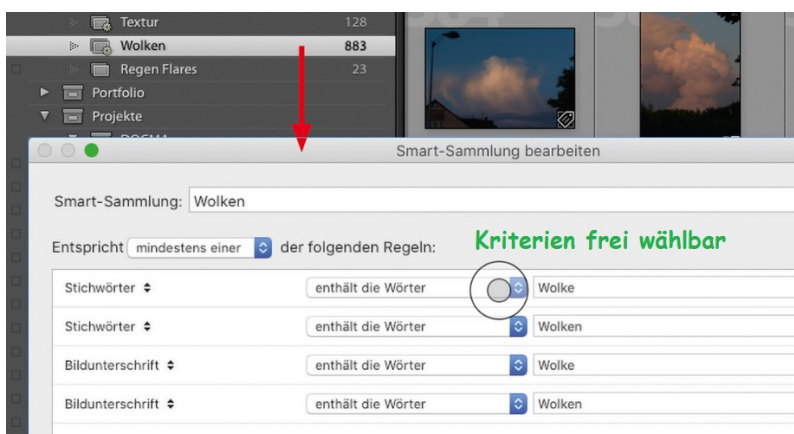 Textur 128
Wolken 883
Regen Flares 23
Portfolio
Projekte
DOGMA
Smart-Sammlung bearbeiten
Smart-Sammlung: Wolken
Entspricht mindestens einer der folgenden Regeln:
Kriterien frei wählbar
Stichwörter enthält die Wörter Wolke
Stichwörter enthält die Wörter Wolken
Bildunterschrift enthält die Wörter Wolke
Bildunterschrift enthält die Wörter Wolken